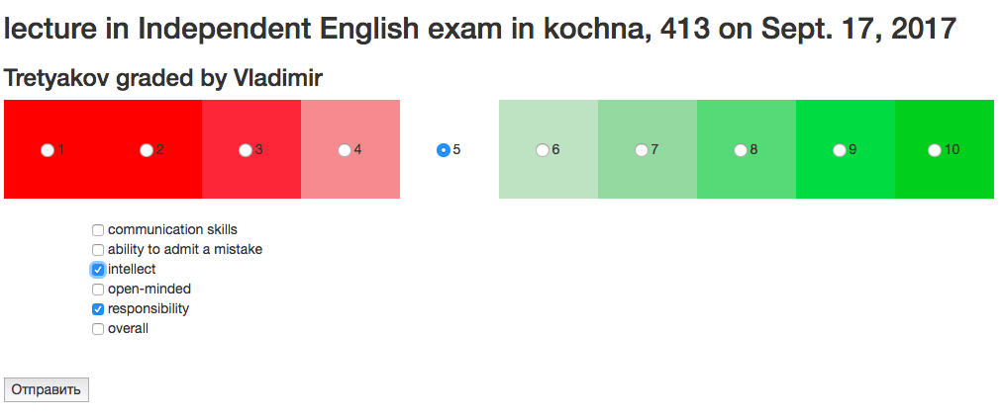 lecture in Independent English exam in kochna, 413 on Sept. 17, 2017
Tretyakov graded by Vladimir
1 2 3 4 5 6 7 8 9 10
communication skills
ability to admit a mistake
intellect
open-minded
responsibility
overall
Отправить